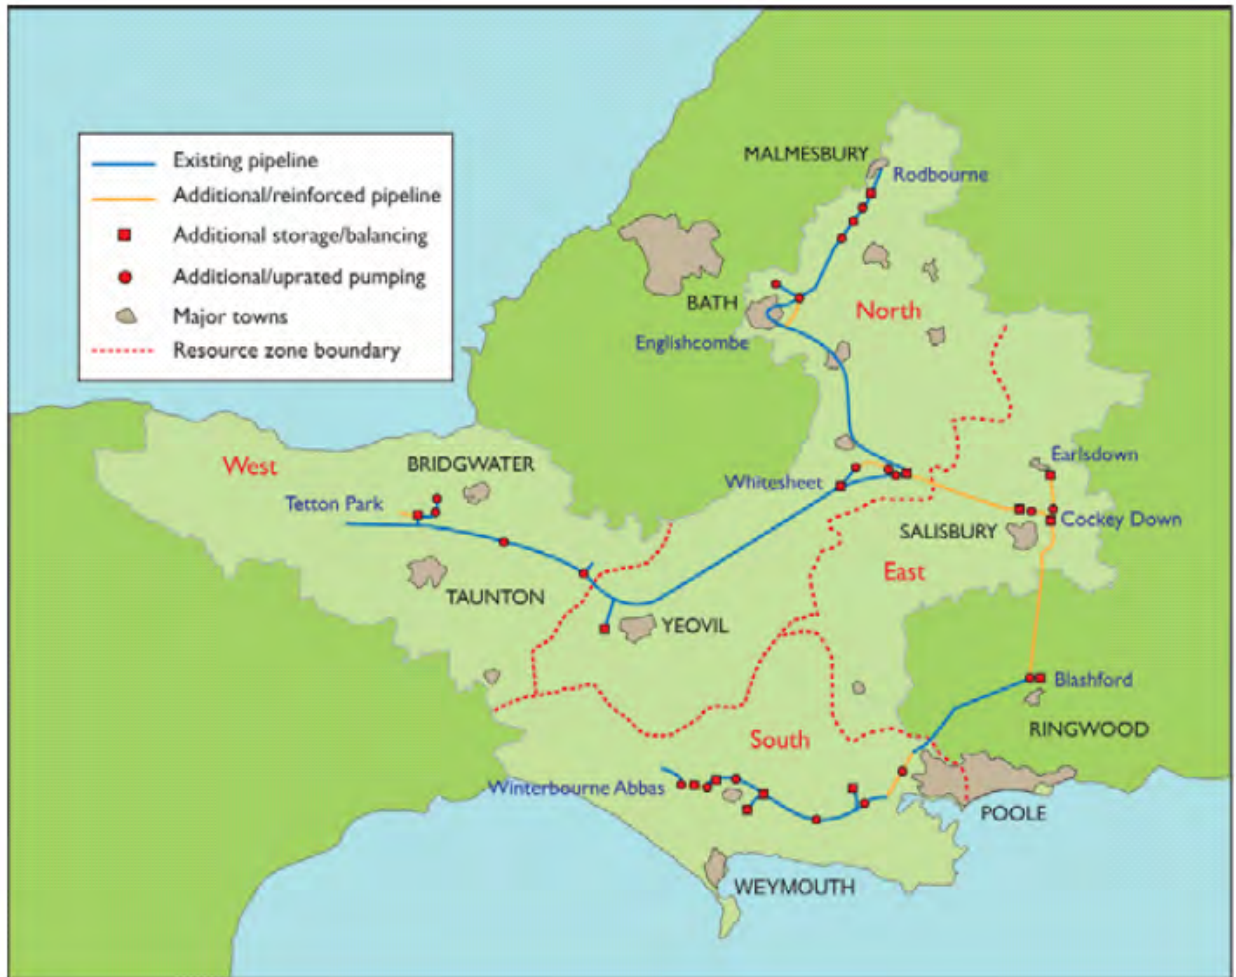 Existing pipeline
Additional/reinforced pipeline
Additional storage/balancing
Additional/uprated pumping
Major towns
Resource zone boundary
MALMESBURY
Rodbourne
BATH
North
Englishcombe
West
BRIDGWATER
Earlsdown
Whitesheet
Tetton Park
SALISBURY
Cockey Down
East
TAUNTON
YEOVIL
Blashford
RINGWOOD
South
Winterbourne Abbas
POOLE
WEYMOUTH